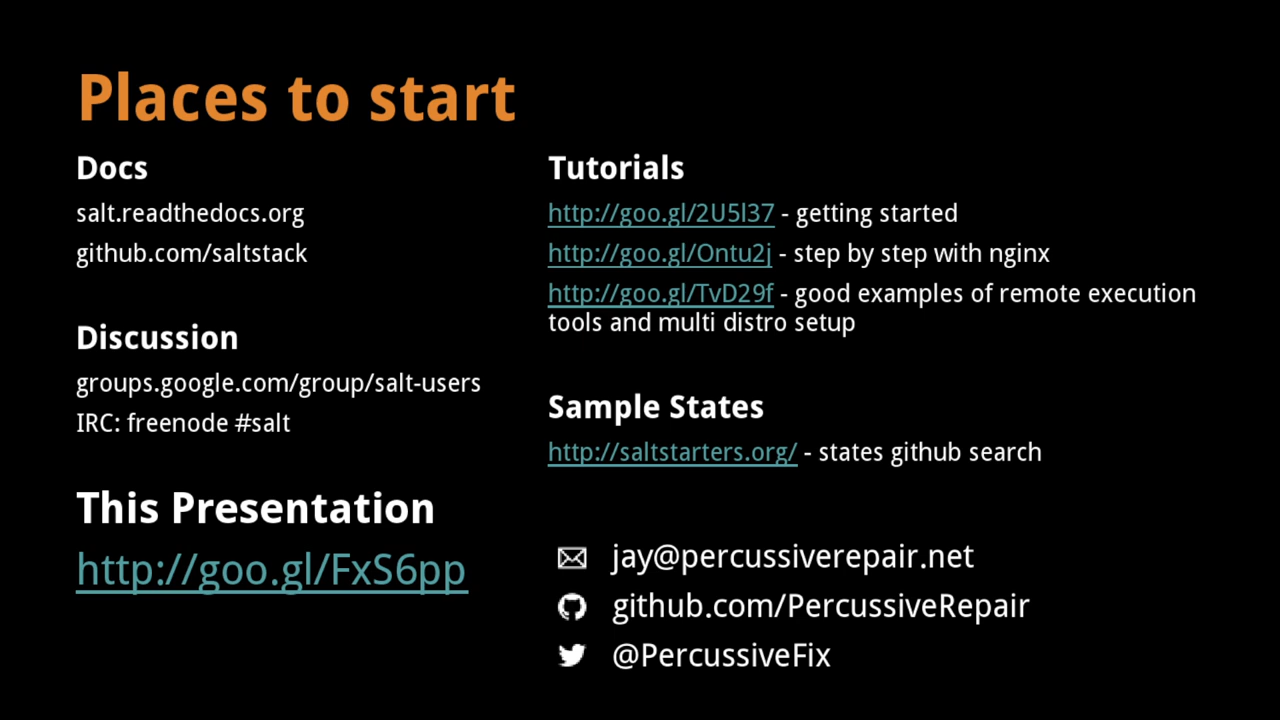 Places to start
Docs
salt.readthedocs.org
github.com/saltstack
Discussion
groups.google.com/group/salt-users
IRC: freenode #salt
This Presentation
http://goo.gl/FxS6pp
Tutorials
http://goo.gl/2U5l37 - getting started
http://goo.gl/Ontu2j - step by step with nginx
http://goo.gl/TvD29f - good examples of remote execution
tools and multi distro setup
Sample States
http://saltstarters.org/ - states github search
jay@percussiverepair.net
github.com/PercussiveRepair
@PercussiveFix